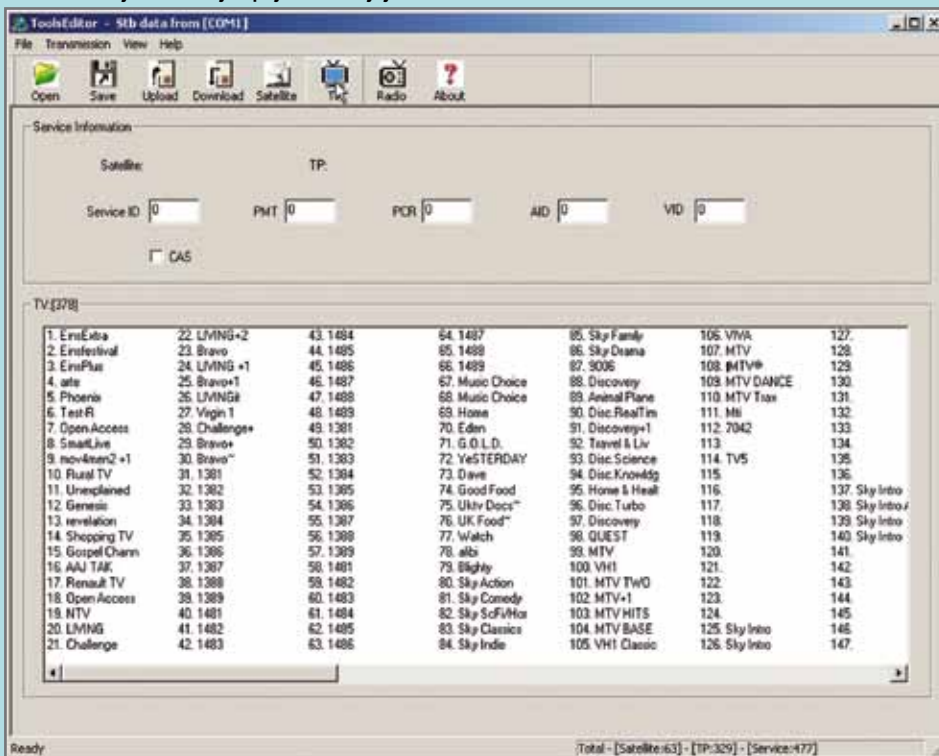 ToolsEditor - Stb data from [COM1]
File Transmission View Help
Open Save Upload Download Satellite Radio About
Service Information
Satellite: TP:
Service ID 0 PMT 0 PCR 0 AID 0 VID 0
CAS
TV:[378]
1. EinsExtra 22. LIVING+2 43. 1484 64. 1487 85. Sky Family 106. VIVA 127.
2. Einsfestival 23. Bravo 44. 1485 65. 1488 86. Sky Drama 107. MTV 128.
3. EinsPlus 24. LIVING +1 45. 1486 66. 1489 87. 9006 108. 129.
4. arte 25. Bravo+1 46. 1487 67. Music Choice 88. Discovery 109. MTV DANCE 130.
5. Phoenix 26. 47. 1488 68. Music Choice 89. Animal Plane 110. MTV Trax 131.
6. Test-R 27. Virgin 1 48. 1489 69. Home 90. Disc.RealTim 111. 132.
7. Open Access 28. Challenge+ 49. 1381 70. Eden 91. Discovery+1 112. 7042 133.
8. SmartLive 29. Bravo+ 50. 1382 71. G.O.L.D. 92. Travel & Liv 113. 134.
9. mov4men2 +1 30. Bravo~ 51. 1383 72. YeSTERDAY 93. Disc.Science 114. TV5 135.
10. Rural TV 31. 1381 52. 1384 73. Dave 94. Disc.Knowldg 115. 136.
11. Unexplained 32. 1382 53. 1385 74. Good Food 95. Home & Healt 116. 137. Sky Intro
12. Genesis 33. 1383 54. 1386 75. Uktv Docs~ 96. Disc.Turbo 117. 138. Sky Intro
13. revelation 34. 1384 55. 1387 76. UK Food~ 97. Discovery 118. 139. Sky Intro
14. Shopping TV 35. 1385 56. 1388 77. Watch 98. QUEST 119. 140. Sky Intro
15. Gospel Chann 36. 1386 57. 1389 78. alibi 99. MTV 120. 141.
16. AAJ TAK 37. 1387 58. 1481 79. Blighty 100. VH1 121. 142.
17. Renault TV 38. 1388 59. 1482 80. Sky Action 101. MTV TWO 122. 143.
18. Open Access 39. 1389 60. 1483 81. Sky Comedy 102. MTV+1 123. 144.
19. NTV 40. 1481 61. 1484 82. Sky SciFi/Hor 103. MTV HITS 124. 145.
20. LIVING 41. 1482 62. 1485 83. Sky Classics 104. MTV BASE 125. Sky Intro 146.
21. Challenge 42. 1483 63. 1486 84. Sky Indie 105. VH1 Classic 126. Sky Intro 147.
Ready Total - [Satellite:63] - [TP:329] - [Service:477]